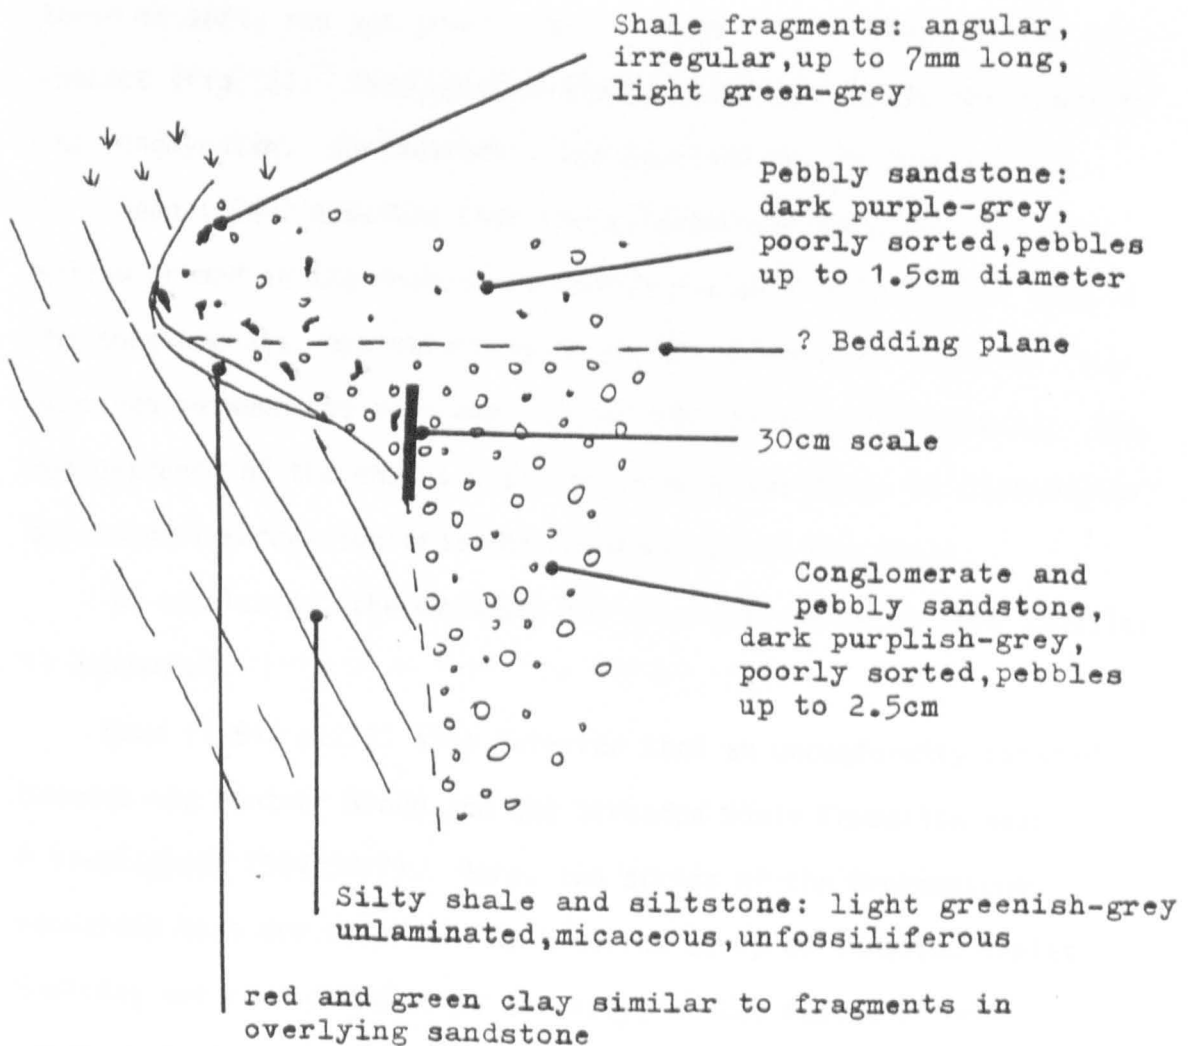 Shale fragments: angular,
irregular,up to 7mm long,
light green-grey
Pebbly sandstone:
dark purple-grey,
poorly sorted,pebbles
up to 1.5cm diameter
? Bedding plane
30cm scale
Conglomerate and
pebbly sandstone,
dark purplish-grey,
poorly sorted,pebbles
up to 2.5cm
Silty shale and siltstone: light greenish-grey
unlaminated,micaceous,unfossiliferous
red and green clay similar to fragments in
overlying sandstone